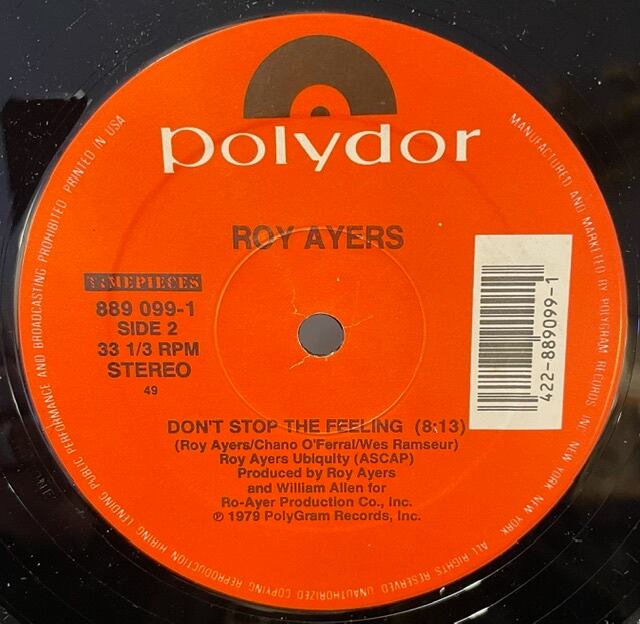 polydor
ROY AYERS
TIMEPIECES
889 099-1
SIDE 2
33 1/3 RPM
STEREO
49
422-889099-1
DON'T STOP THE FEELING (8:13)
(Roy Ayers/Chano O'Ferral/Wes Ramseur)
Roy Ayers Ubiquity (ASCAP)
Produced by Roy Ayers
and William Allen for
Ro-Ayer Production Co., Inc.
℗ 1979 PolyGram Records, Inc.
MANUFACTURED AND MARKETED BY POLYGRAM RECORDS INC. NEW YORK, NEW YORK ALL RIGHTS RESERVED UNAUTHORIZED COPYING REPRODUCTION HIRING LENDING PUBLIC PERFORMANCE AND BROADCASTING PROHIBITED PRINTED IN USA